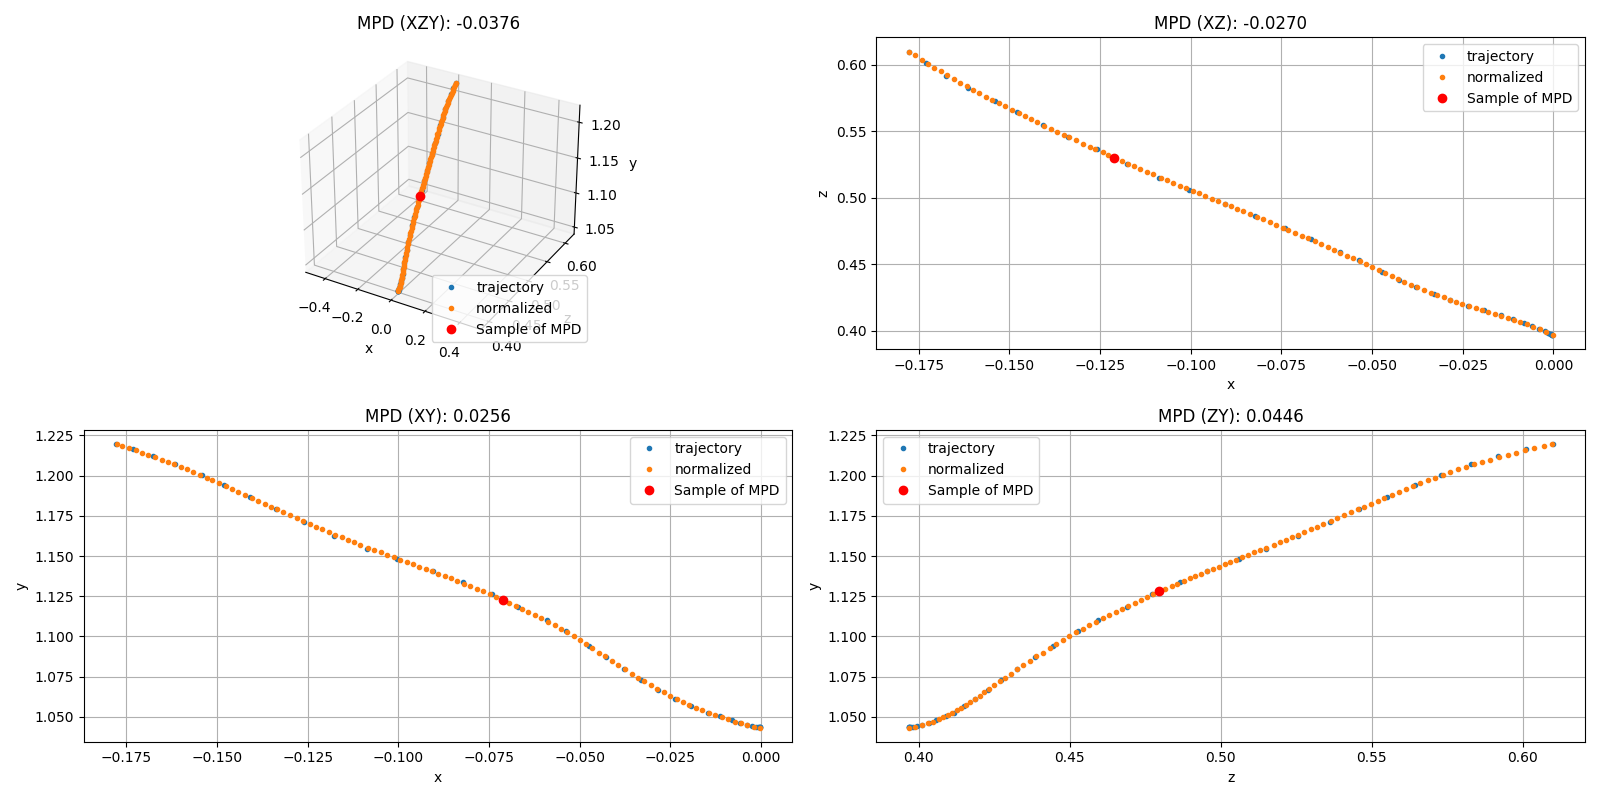 MPD (XZY): -0.0376
1.20
1.15
1.10
1.05
y
0.60
0.55
0.50
0.45
0.40
z
−0.4
−0.2
0.0
0.2
0.4
x
trajectory
normalized
Sample of MPD
MPD (XZ): -0.0270
0.60
0.55
0.50
0.45
0.40
z
trajectory
normalized
Sample of MPD
−0.175 −0.150 −0.125 −0.100 −0.075 −0.050 −0.025 0.000
x
MPD (XY): 0.0256
1.225
1.200
1.175
1.150
1.125
1.100
1.075
1.050
y
trajectory
normalized
Sample of MPD
−0.175 −0.150 −0.125 −0.100 −0.075 −0.050 −0.025 0.000
x
MPD (ZY): 0.0446
1.225
1.200
1.175
1.150
1.125
1.100
1.075
1.050
y
trajectory
normalized
Sample of MPD
0.40 0.45 0.50 0.55 0.60
z